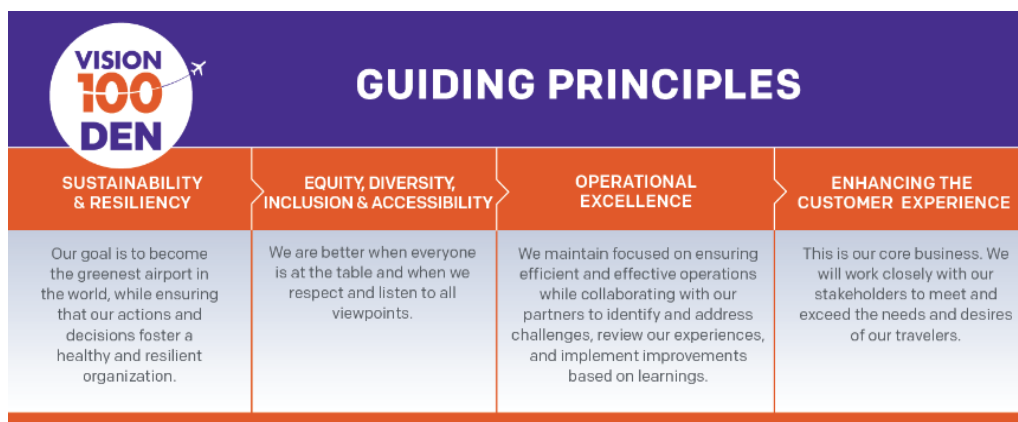 VISION
100
DEN
GUIDING PRINCIPLES
SUSTAINABILITY
& RESILIENCY
Our goal is to become
the greenest airport in
the world, while ensuring
that our actions and
decisions foster a
healthy and resilient
organization.
EQUITY, DIVERSITY,
INCLUSION & ACCESSIBILITY
We are better when everyone
is at the table and when we
respect and listen to all
viewpoints.
OPERATIONAL
EXCELLENCE
We maintain focused on ensuring
efficient and effective operations
while collaborating with our
partners to identify and address
challenges, review our experiences,
and implement improvements
based on learnings.
ENHANCING THE
CUSTOMER EXPERIENCE
This is our core business. We
will work closely with our
stakeholders to meet and
exceed the needs and desires
of our travelers.